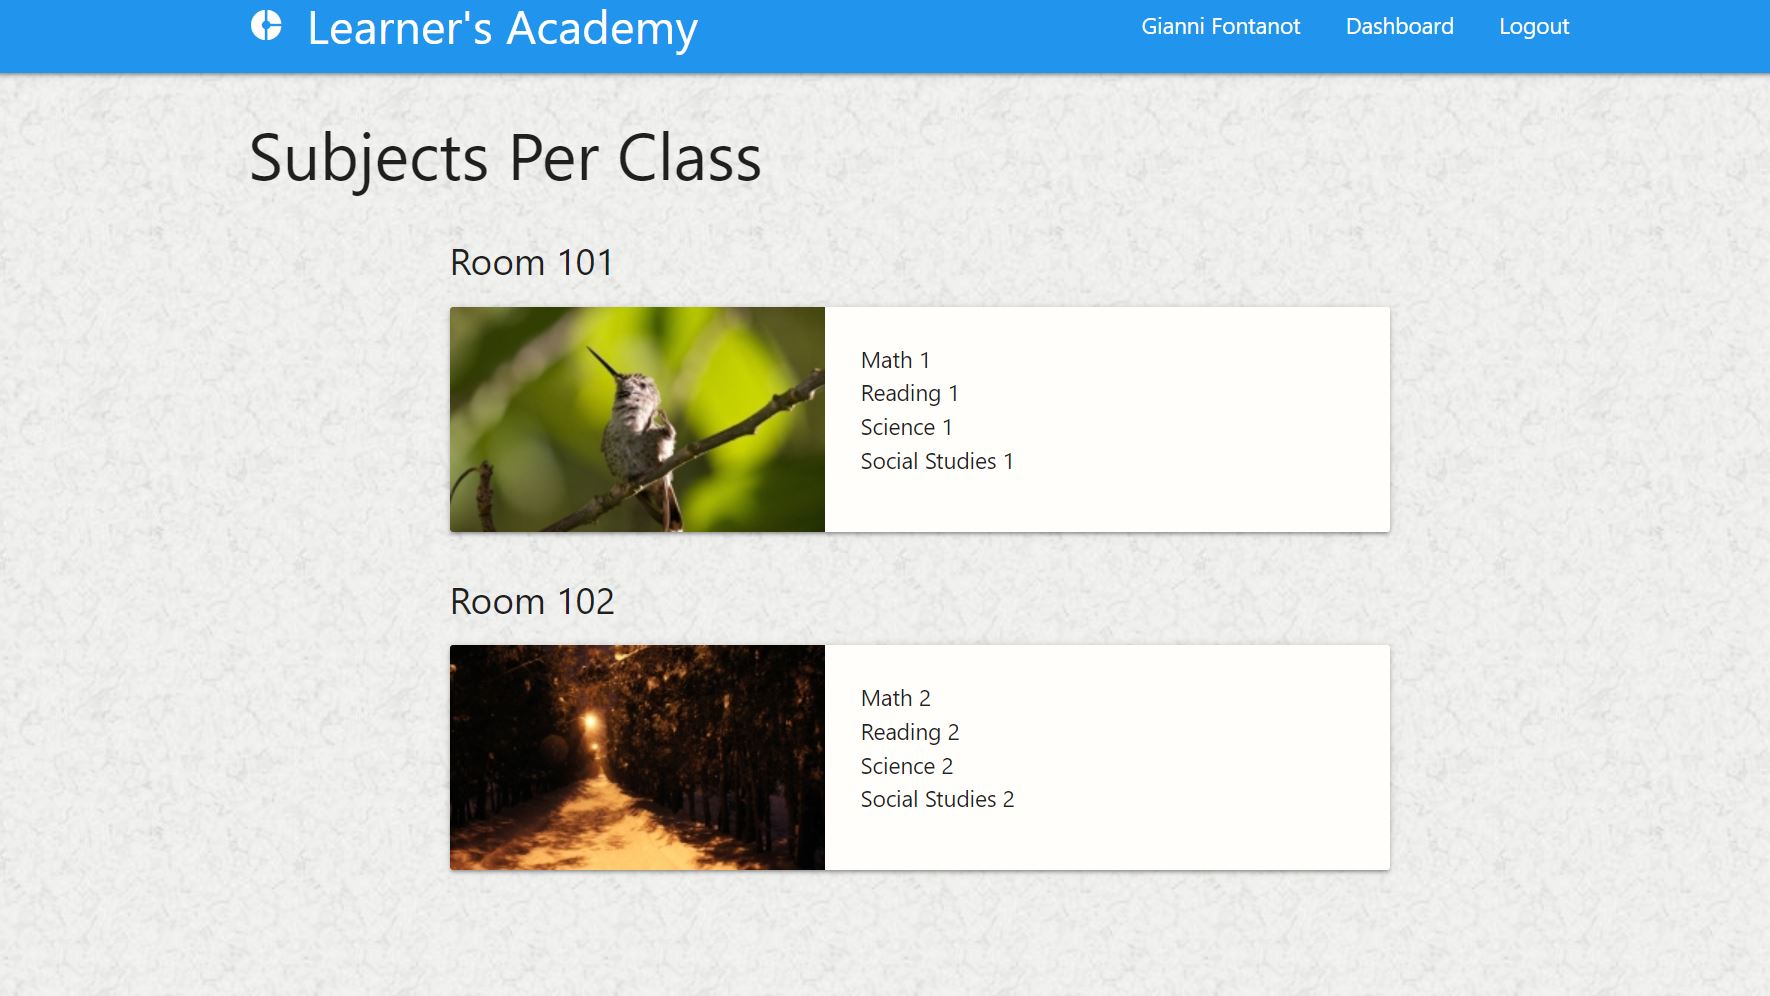 Learner's Academy
Gianni Fontanot
Dashboard
Logout
Subjects Per Class
Room 101
Math 1
Reading 1
Science 1
Social Studies 1
Room 102
Math 2
Reading 2
Science 2
Social Studies 2